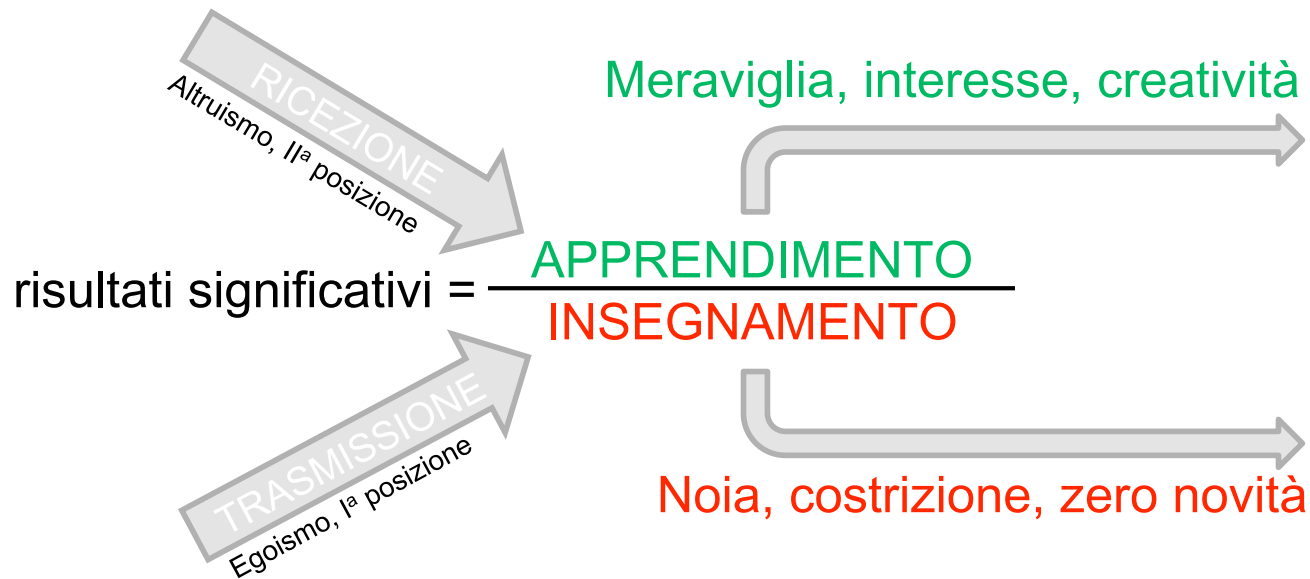 RICEZIONE
Altruismo, IIª posizione
Meraviglia, interesse, creatività
risultati significativi =
APPRENDIMENTO
INSEGNAMENTO
TRASMISSIONE
Egoismo, Iª posizione
Noia, costrizione, zero novità